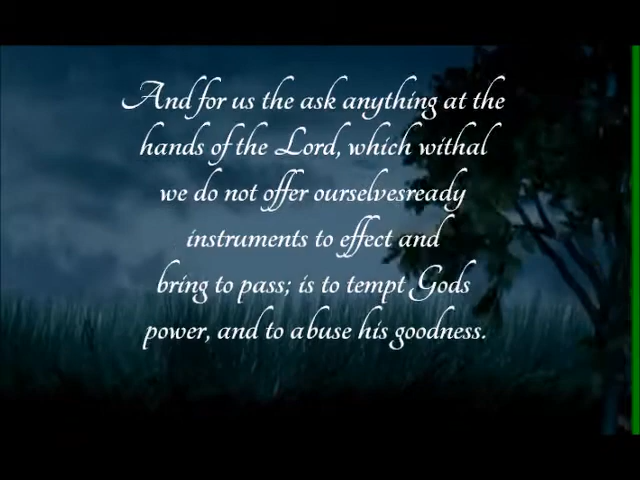 And for us the ask anything at the
hands of the Lord, which withal
we do not offer ourselvesready
instruments to effect and
bring to pass; is to tempt Gods
power, and to abuse his goodness.